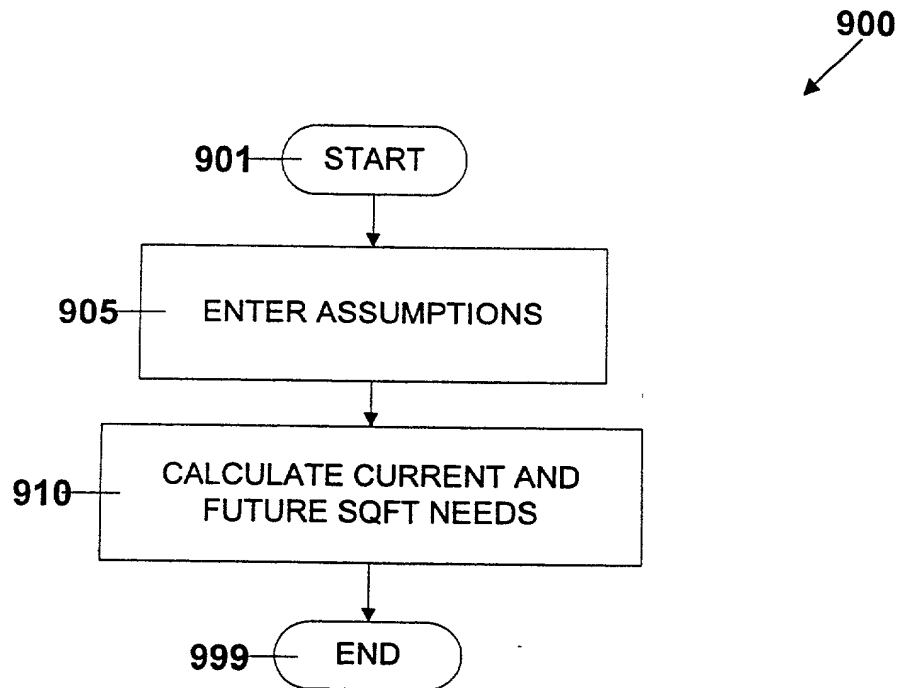 900
901 START
905 ENTER ASSUMPTIONS
910 CALCULATE CURRENT AND
FUTURE SQFT NEEDS
999 END